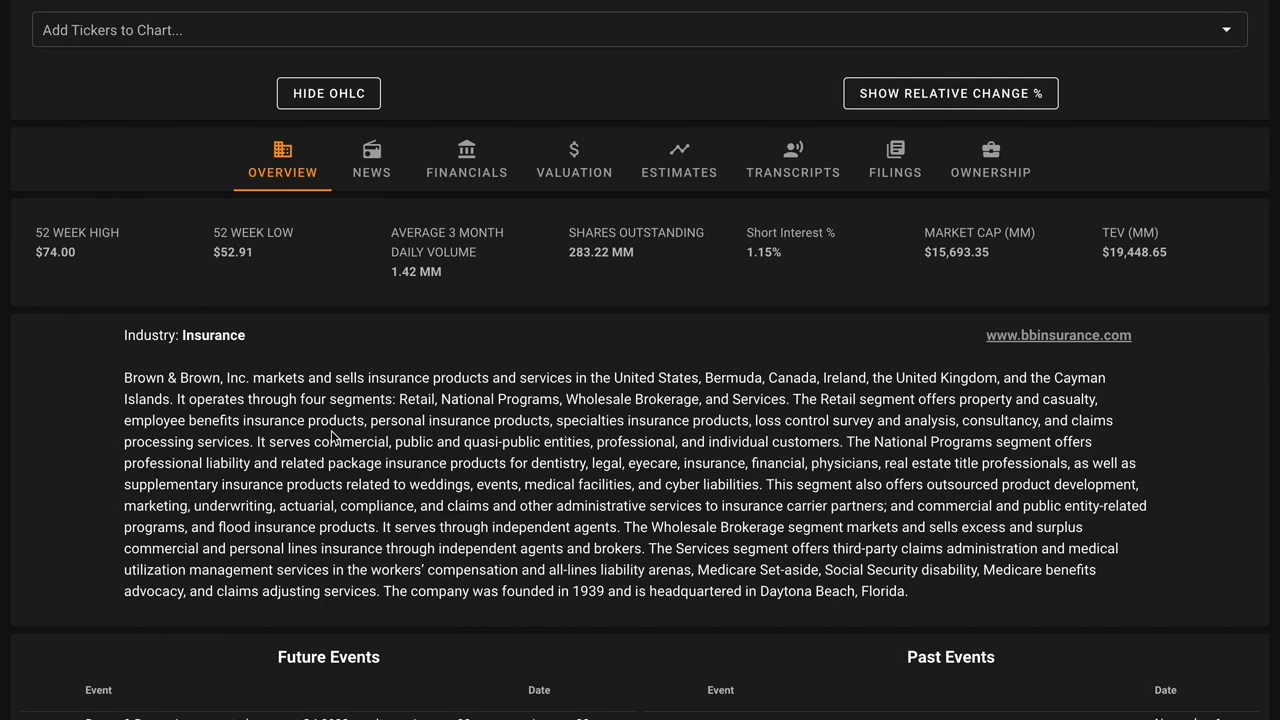 Add Tickers to Chart...
HIDE OHLC
SHOW RELATIVE CHANGE %
OVERVIEW
NEWS
FINANCIALS
VALUATION
ESTIMATES
TRANSCRIPTS
FILINGS
OWNERSHIP
52 WEEK HIGH
$74.00
52 WEEK LOW
$52.91
AVERAGE 3 MONTH
DAILY VOLUME
1.42 MM
SHARES OUTSTANDING
283.22 MM
Short Interest %
1.15%
MARKET CAP (MM)
$15,693.35
TEV (MM)
$19,448.65
Industry: Insurance
www.bbinsurance.com
Brown & Brown, Inc. markets and sells insurance products and services in the United States, Bermuda, Canada, Ireland, the United Kingdom, and the Cayman
Islands. It operates through four segments: Retail, National Programs, Wholesale Brokerage, and Services. The Retail segment offers property and casualty,
employee benefits insurance products, personal insurance products, specialties insurance products, loss control survey and analysis, consultancy, and claims
processing services. It serves commercial, public and quasi-public entities, professional, and individual customers. The National Programs segment offers
professional liability and related package insurance products for dentistry, legal, eyecare, insurance, financial, physicians, real estate title professionals, as well as
supplementary insurance products related to weddings, events, medical facilities, and cyber liabilities. This segment also offers outsourced product development,
marketing, underwriting, actuarial, compliance, and claims and other administrative services to insurance carrier partners; and commercial and public entity-related
programs, and flood insurance products. It serves through independent agents. The Wholesale Brokerage segment markets and sells excess and surplus
commercial and personal lines insurance through independent agents and brokers. The Services segment offers third-party claims administration and medical
utilization management services in the workers’ compensation and all-lines liability arenas, Medicare Set-aside, Social Security disability, Medicare benefits
advocacy, and claims adjusting services. The company was founded in 1939 and is headquartered in Daytona Beach, Florida.
Future Events
Past Events
Event
Date
Event
Date